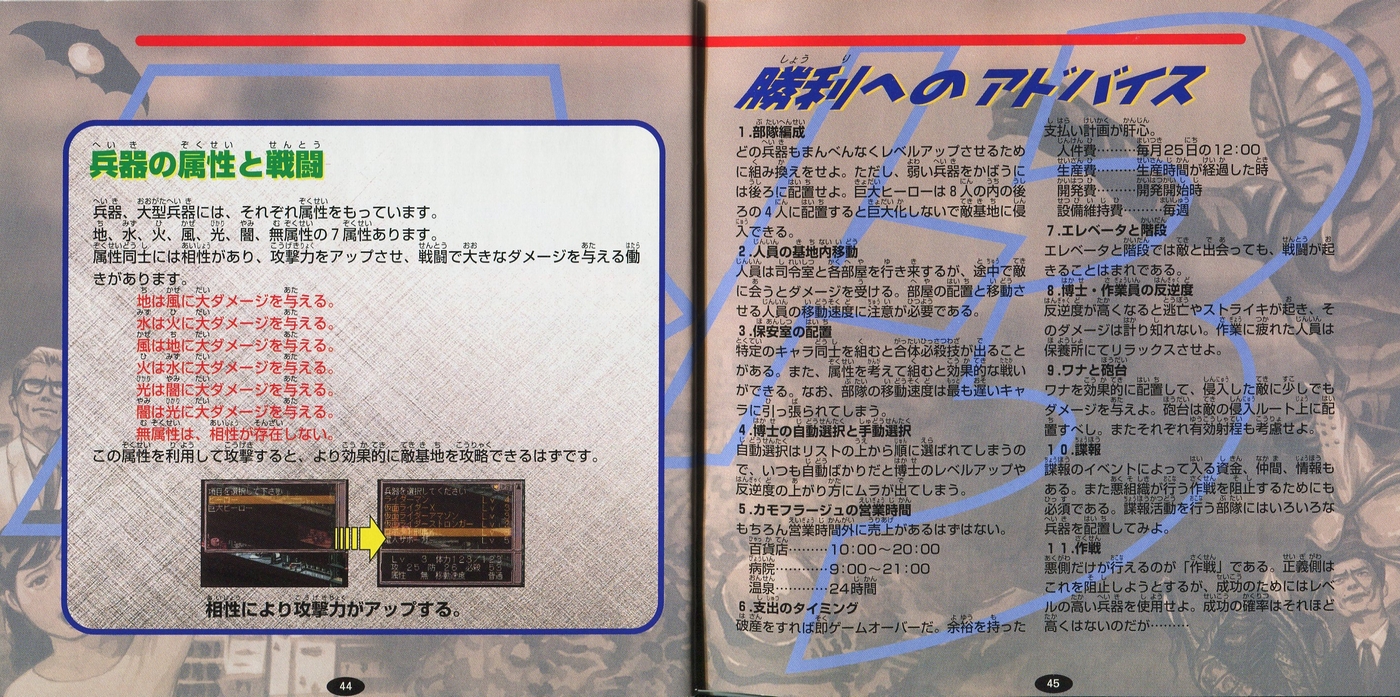 兵器の属性と戦闘
兵器、大型兵器には、それぞれ属性をもっています。
地、水、火、風、光、闇、無属性の7属性あります。
属性同士には相性があり、攻撃力をアップさせ、戦闘で大きなダメージを与える働
きがあります。
地は風に大ダメージを与える。
水は火に大ダメージを与える。
風は地に大ダメージを与える。
火は水に大ダメージを与える。
光は闇に大ダメージを与える。
闇は光に大ダメージを与える。
無属性は、相性が存在しない。
この属性を利用して攻撃すると、より効果的に敵基地を攻略できるはずです。
項目を選択して下さい
巨大ヒーロー
兵器を選択してください
相性により攻撃力がアップする。
44
勝利へのアドバイス
1.部隊編成
どの兵器もまんべんなくレベルアップさせるため
に組み換えをせよ。ただし、弱い兵器をかばうに
は後ろに配置せよ。巨大ヒーローは8人の内の後
ろの4人に配置すると巨大化しないで敵基地に侵
入できる。
2.人員の基地内移動
人員は司令室と各部屋を行き来するが、途中で敵
に会うとダメージを受ける。部屋の配置と移動さ
せる人員の移動速度に注意が必要である。
3.保安室の配置
特定のキャラ同士を組むと合体必殺技が出ること
がある。また、属性を考えて組むと効果的な戦い
ができる。なお、部隊の移動速度は最も遅いキャ
ラに引っ張られてしまう。
4.博士の自動選択と手動選択
自動選択はリストの上から順に選ばれてしまうの
で、いつも自動ばかりだと博士のレベルアップや
反逆度の上がり方にムラが出てしまう。
5.カモフラージュの営業時間
もちろん営業時間外に売上があるはずはない。
百貨店………10:00〜20:00
病院…………9:00〜21:00
温泉…………24時間
6.支出のタイミング
破産をすれば即ゲームオーバーだ。余裕を持った
支払い計画が肝心。
人件費………毎月25日の12:00
生産費………生産時間が経過した時
開発費………開発開始時
設備維持費………毎週
7.エレベータと階段
エレベータと階段では敵と出会っても、戦闘が起
きることはまれである。
8.博士・作業員の反逆度
反逆度が高くなると逃亡やストライキが起き、そ
のダメージは計り知れない。作業に疲れた人員は
保養所にてリラックスさせよ。
9.ワナと砲台
ワナを効果的に配置して、侵入した敵に少しでも
ダメージを与えよ。砲台は敵の侵入ルート上に配
置すべし。またそれぞれ有効射程も考慮せよ。
10.諜報
諜報のイベントによって入る資金、仲間、情報も
ある。また悪組織が行う作戦を阻止するためにも
必須である。諜報活動を行う部隊にはいろいろな
兵器を配置してみよ。
11.作戦
悪側だけが行えるのが「作戦」である。正義側は
これを阻止しようとするが、成功のためにはレベ
ルの高い兵器を使用せよ。成功の確率はそれほど
高くはないのだが………
45